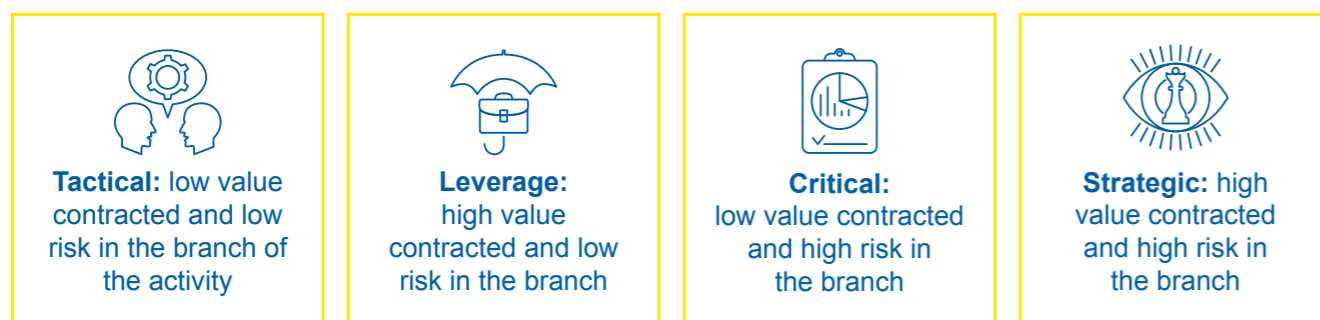 Tactical: low value
contracted and low
risk in the branch of
the activity
Leverage:
high value
contracted and low
risk in the branch
Critical:
low value contracted
and high risk in
the branch
Strategic: high
value contracted
and high risk in
the branch